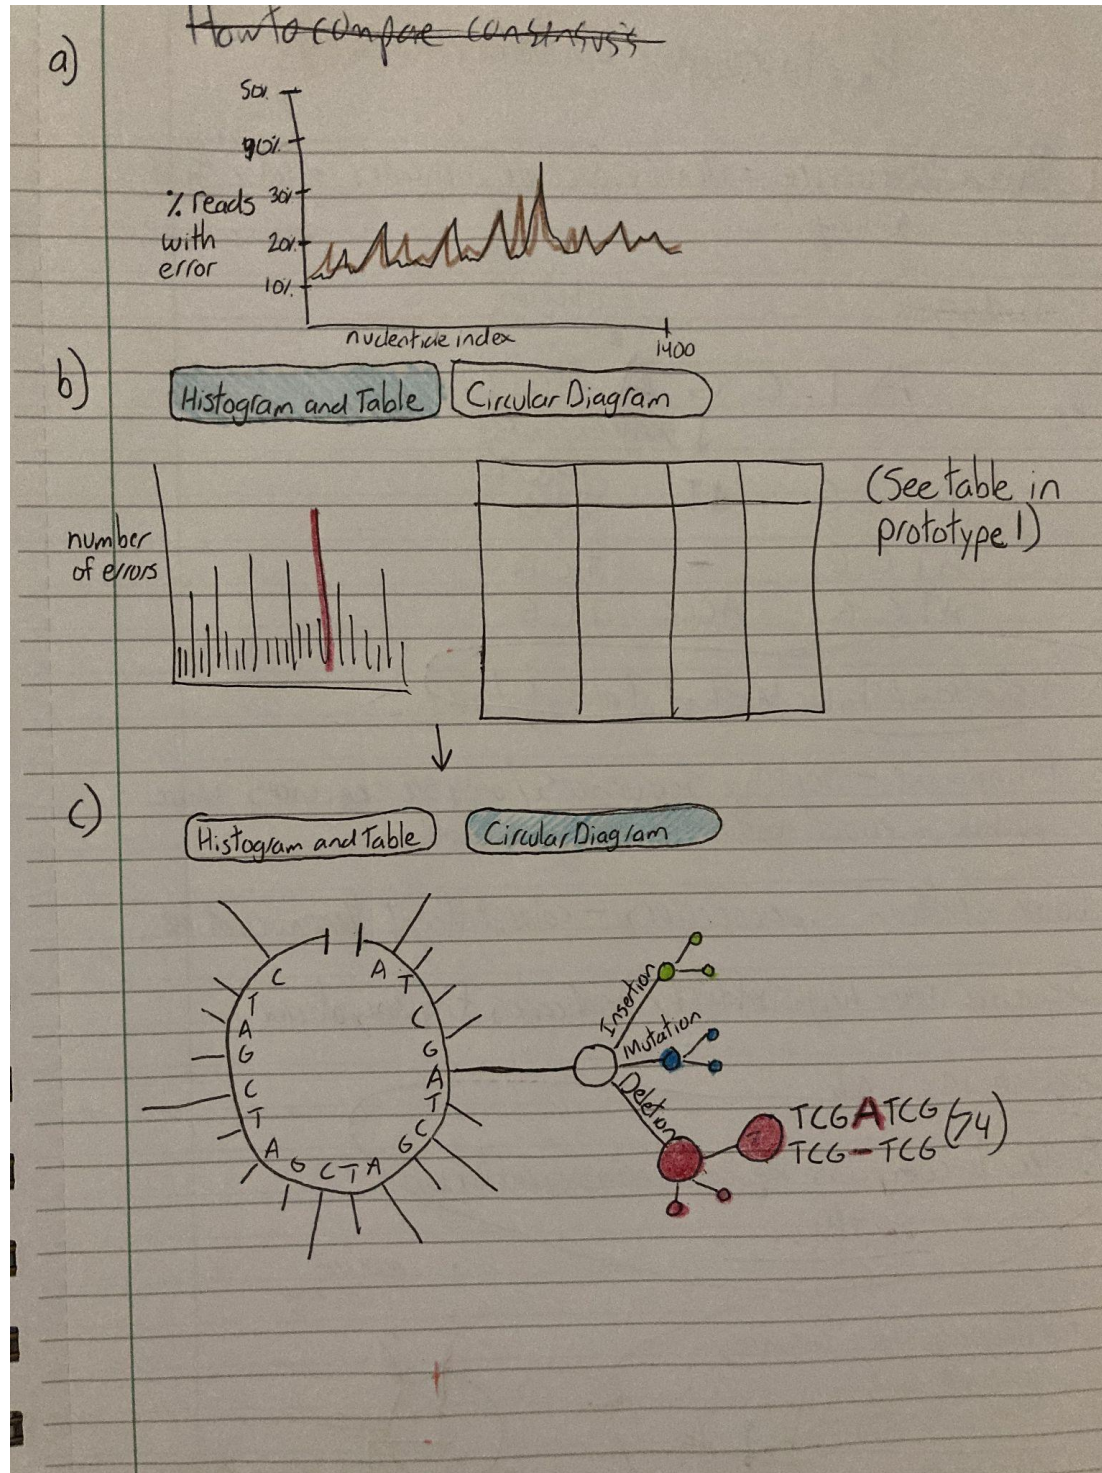 How to compare consensus's
a)
50%
40%
% reads 30%
with 20%
error
10%
nucleotide index
1400
b)
Histogram and Table Circular Diagram
(See table in
prototype 1)
number
of errors
c)
Histogram and Table Circular Diagram
C A
T T
A C
G G
C A
T T
A G C T A G C
Insertion
Mutation
Deletion
TCGATCG (74)
TCG-TCG